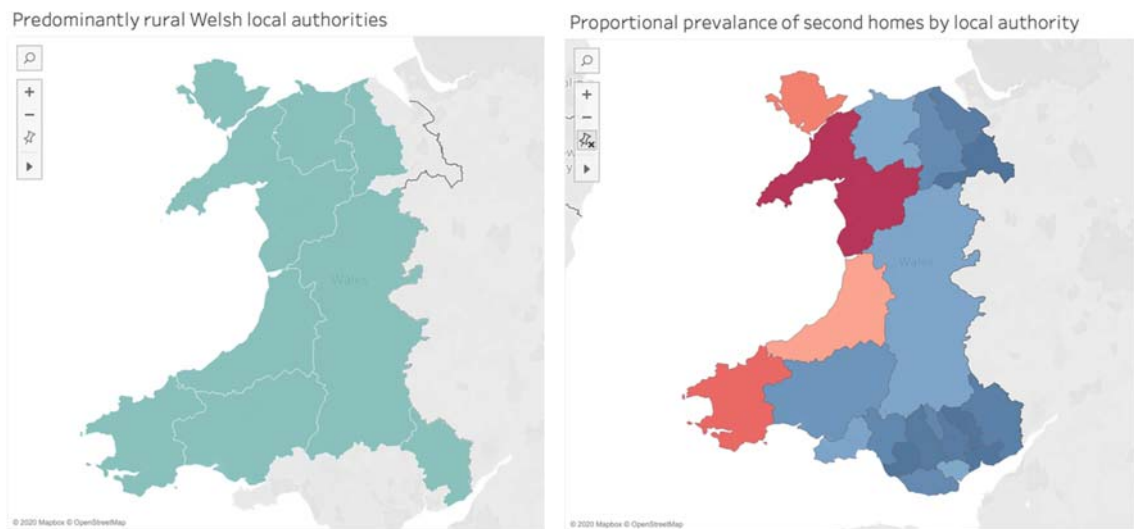 Predominantly rural Welsh local authorities
Proportional prevalance of second homes by local authority
Wales
Wales
© 2020 Mapbox © OpenStreetMap
© 2020 Mapbox © OpenStreetMap